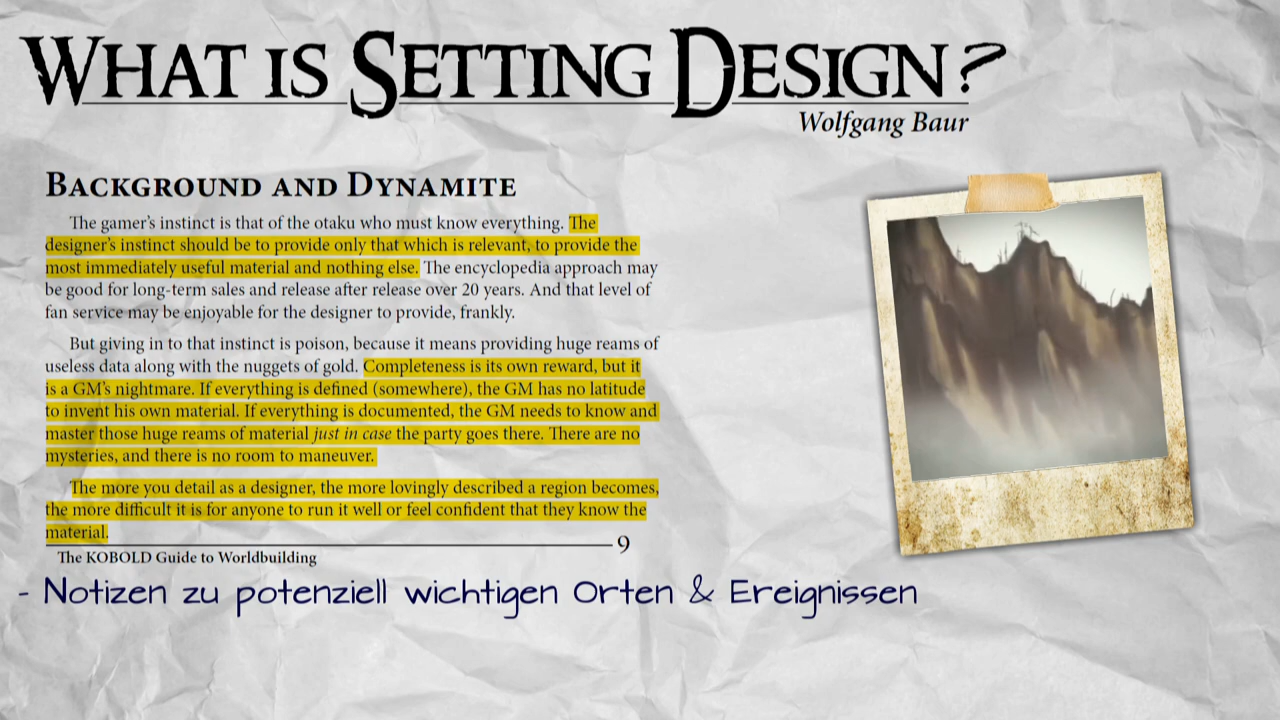 WHAT IS SETTING DESIGN?
Wolfgang Baur
BACKGROUND AND DYNAMITE
The gamer's instinct is that of the otaku who must know everything. The
designer's instinct should be to provide only that which is relevant, to provide the
most immediately useful material and nothing else. The encyclopedia approach may
be good for long-term sales and release after release over 20 years. And that level of
fan service may be enjoyable for the designer to provide, frankly.
But giving in to that instinct is poison, because it means providing huge reams of
useless data along with the nuggets of gold. Completeness is its own reward, but it
is a GM's nightmare. If everything is defined (somewhere), the GM has no latitude
to invent his own material. If everything is documented, the GM needs to know and
master those huge reams of material just in case the party goes there. There are no
mysteries, and there is no room to maneuver.
The more you detail as a designer, the more lovingly described a region becomes,
the more difficult it is for anyone to run it well or feel confident that they know the
material.
9
The KOBOLD Guide to Worldbuilding
- Notizen zu potenziell wichtigen Orten & Ereignissen